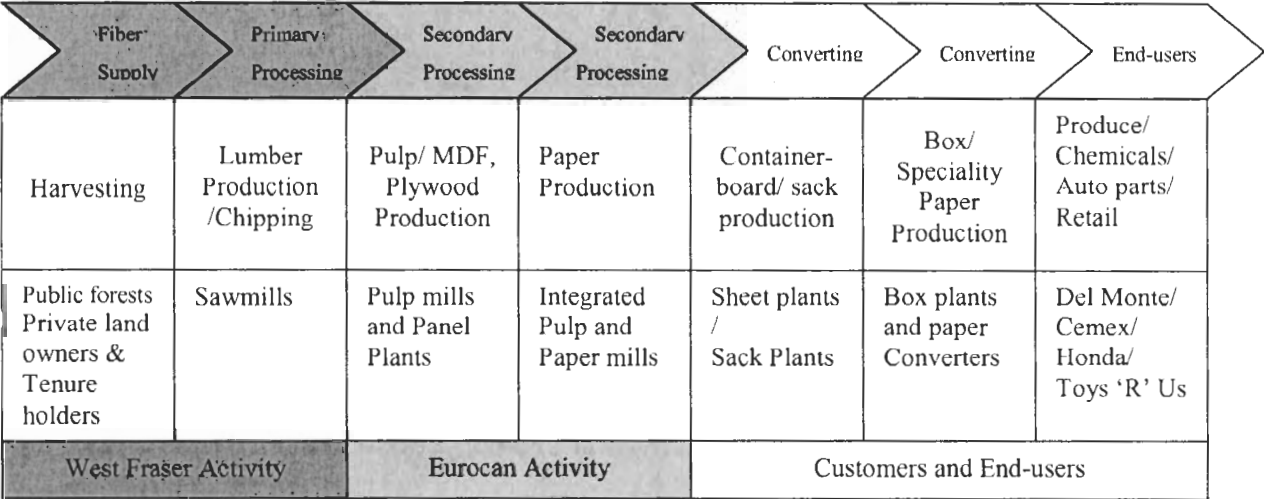 Fiber
Supply
Primary
Processing
Secondary
Processing
Secondary
Processing
Converting
Converting
End-users
Harvesting
Lumber
Production
/Chipping
Pulp/ MDF,
Plywood
Production
Paper
Production
Container-
board/ sack
production
Box/
Speciality
Paper
Production
Produce/
Chemicals/
Auto parts/
Retail
Public forests
Private land
owners &
Tenure
holders
Sawmills
Pulp mills
and Panel
Plants
Integrated
Pulp and
Paper mills
Sheet plants
/
Sack Plants
Box plants
and paper
Converters
Del Monte/
Cemex/
Honda/
Toys ‘R’ Us
West Fraser Activity
Eurocan Activity
Customers and End-users